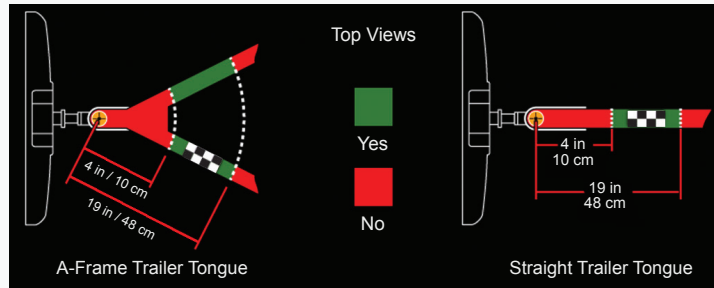 Top Views
Yes
No
4 in / 10 cm
19 in / 48 cm
A-Frame Trailer Tongue
4 in
10 cm
19 in
48 cm
Straight Trailer Tongue